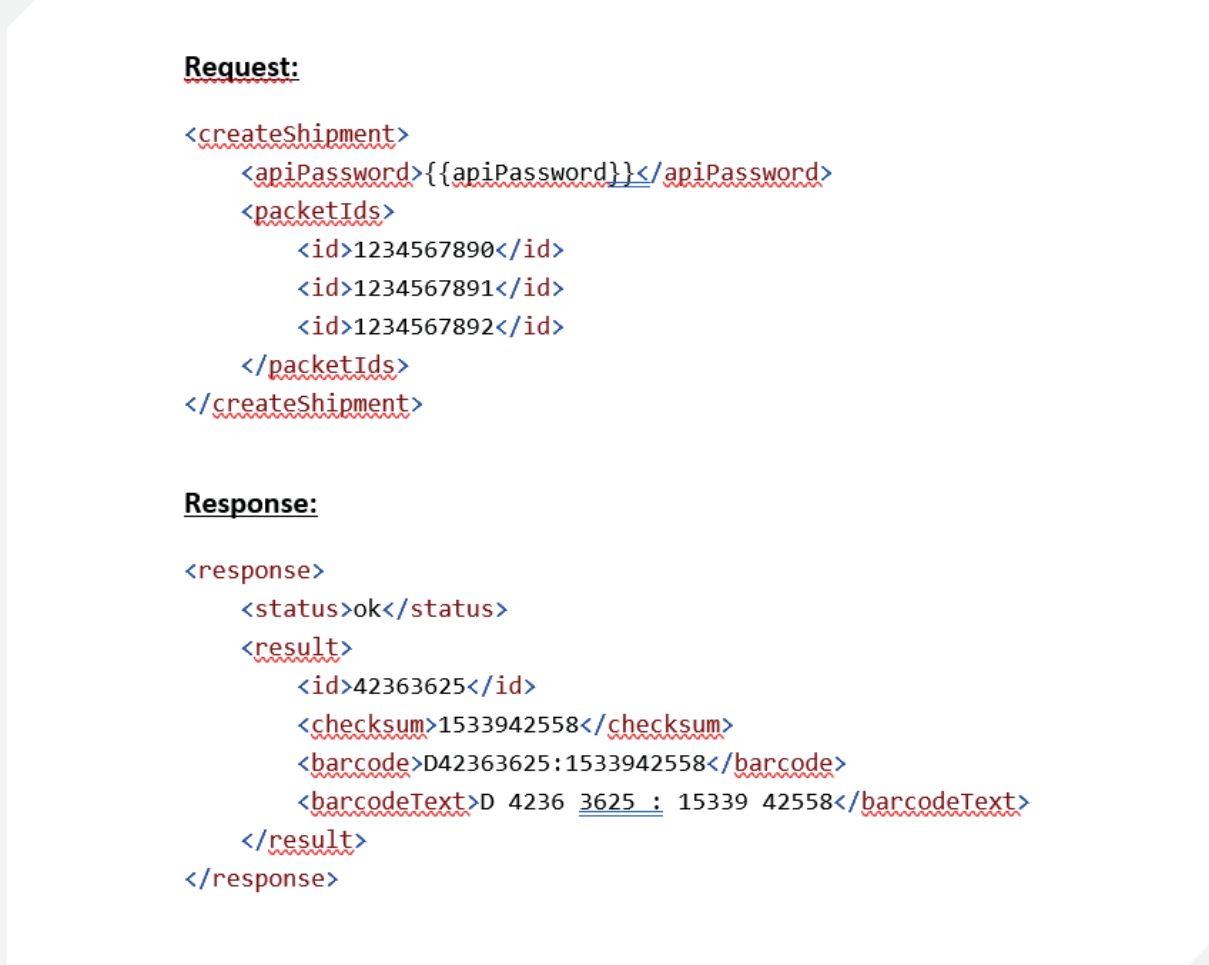 Request:
<createShipment>
<apiPassword>{{apiPassword}}</apiPassword>
<packetIds>
<id>1234567890</id>
<id>1234567891</id>
<id>1234567892</id>
</packetIds>
</createShipment>
Response:
<response>
<status>ok</status>
<result>
<id>42363625</id>
<checksum>1533942558</checksum>
<barcode>D42363625:1533942558</barcode>
<barcodeText>D 4236 3625 : 15339 42558</barcodeText>
</result>
</response>